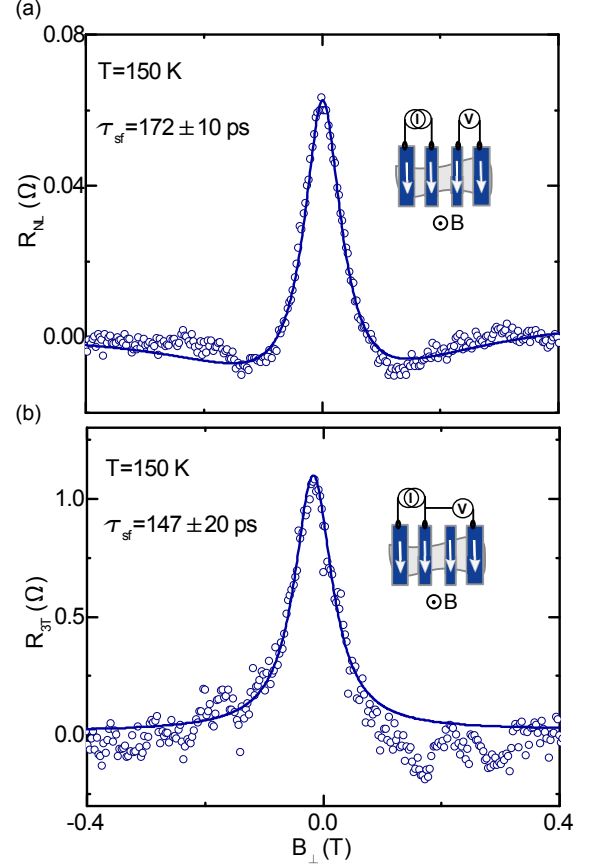 (a)
0.08
T=150 K
τsf=172±10 ps
I
V
0.04
⊙B
RNL (Ω)
0.00
(b)
T=150 K
1.0
I
V
τsf=147±20 ps
⊙B
R3T (Ω)
0.5
0.0
-0.4
0.0
0.4
B⊥ (T)